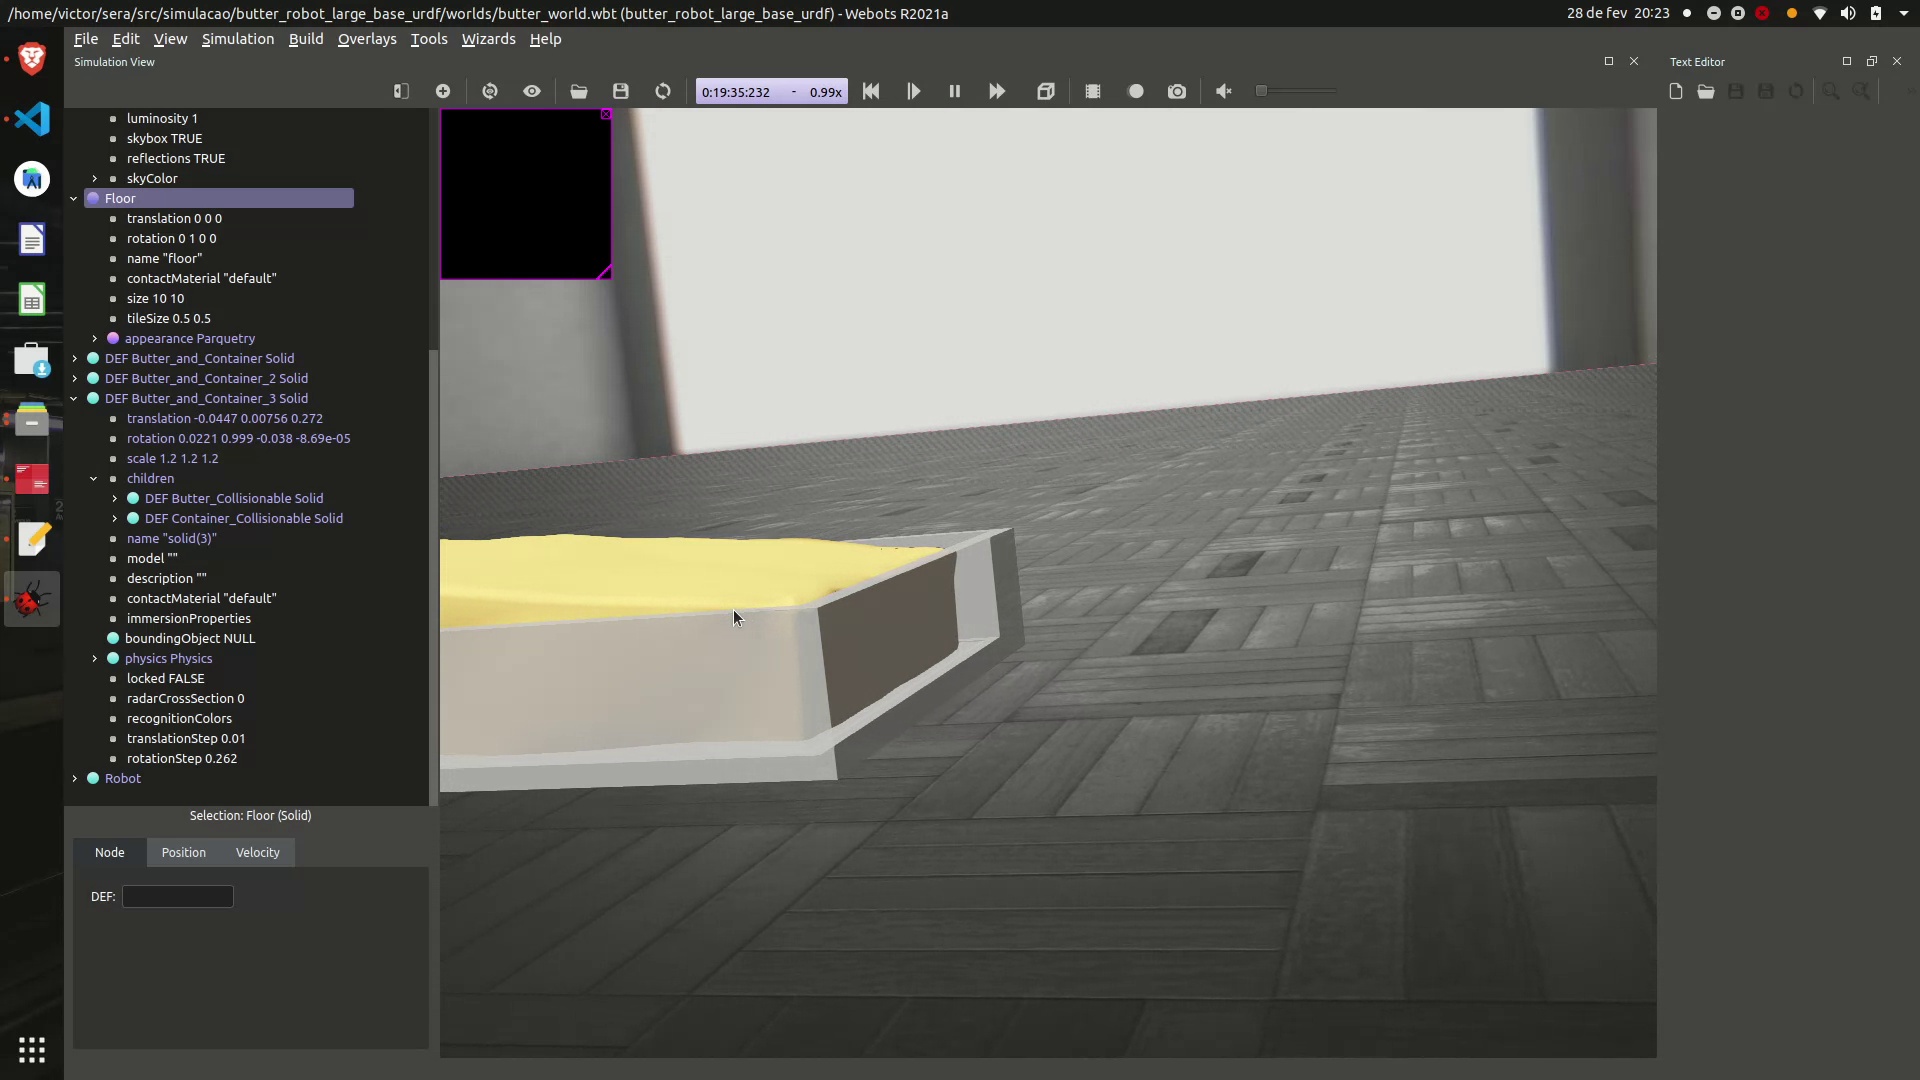 /home/victor/sera/src/simulacao/butter_robot_large_base_urdf/worlds/butter_world.wbt (butter_robot_large_base_urdf) - Webots R2021a
28 de fev 20:23
File Edit View Simulation Build Overlays Tools Wizards Help
Simulation View
Text Editor
0:19:35:232 - 0.99x
luminosity 1
skybox TRUE
reflections TRUE
skyColor
Floor
translation 0 0 0
rotation 0 1 0 0
name "floor"
contactMaterial "default"
size 10 10
tileSize 0.5 0.5
appearance Parquetry
DEF Butter_and_Container Solid
DEF Butter_and_Container_2 Solid
DEF Butter_and_Container_3 Solid
translation -0.0447 0.00756 0.272
rotation 0.0221 0.999 -0.038 -8.69e-05
scale 1.2 1.2 1.2
children
DEF Butter_Collisionable Solid
DEF Container_Collisionable Solid
name "solid(3)"
model ""
description ""
contactMaterial "default"
immersionProperties
boundingObject NULL
physics Physics
locked FALSE
radarCrossSection 0
recognitionColors
translationStep 0.01
rotationStep 0.262
Robot
Selection: Floor (Solid)
Node Position Velocity
DEF: